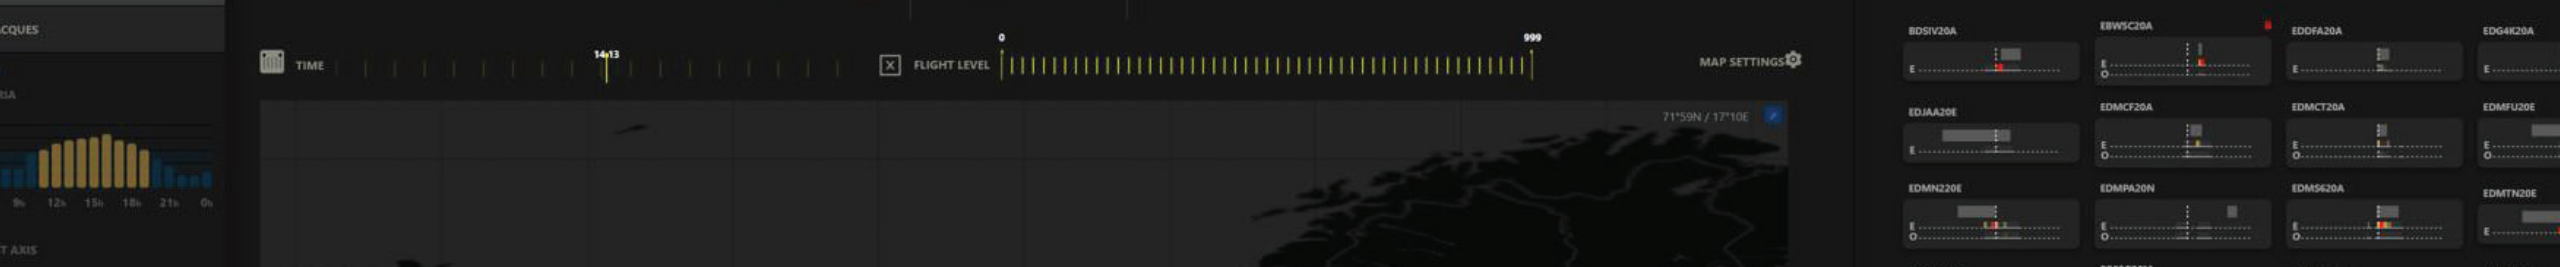 CQUES
RIA
9h 12h 15h 18h 21h 0h
T AXIS
TIME
14:13
FLIGHT LEVEL
0
999
MAP SETTINGS
71°59N / 17°10E
BDSIV20A
E
EBWSC20A
E
O
EDDFA20A
E
EDG4K20A
E
EDJAA20E
E
EDMCF20A
E
O
EDMCT20A
E
O
EDMFU20E
E
O
EDMN220E
E
O
EDMPA20N
E
O
EDMS620A
E
O
EDMTN20E
E